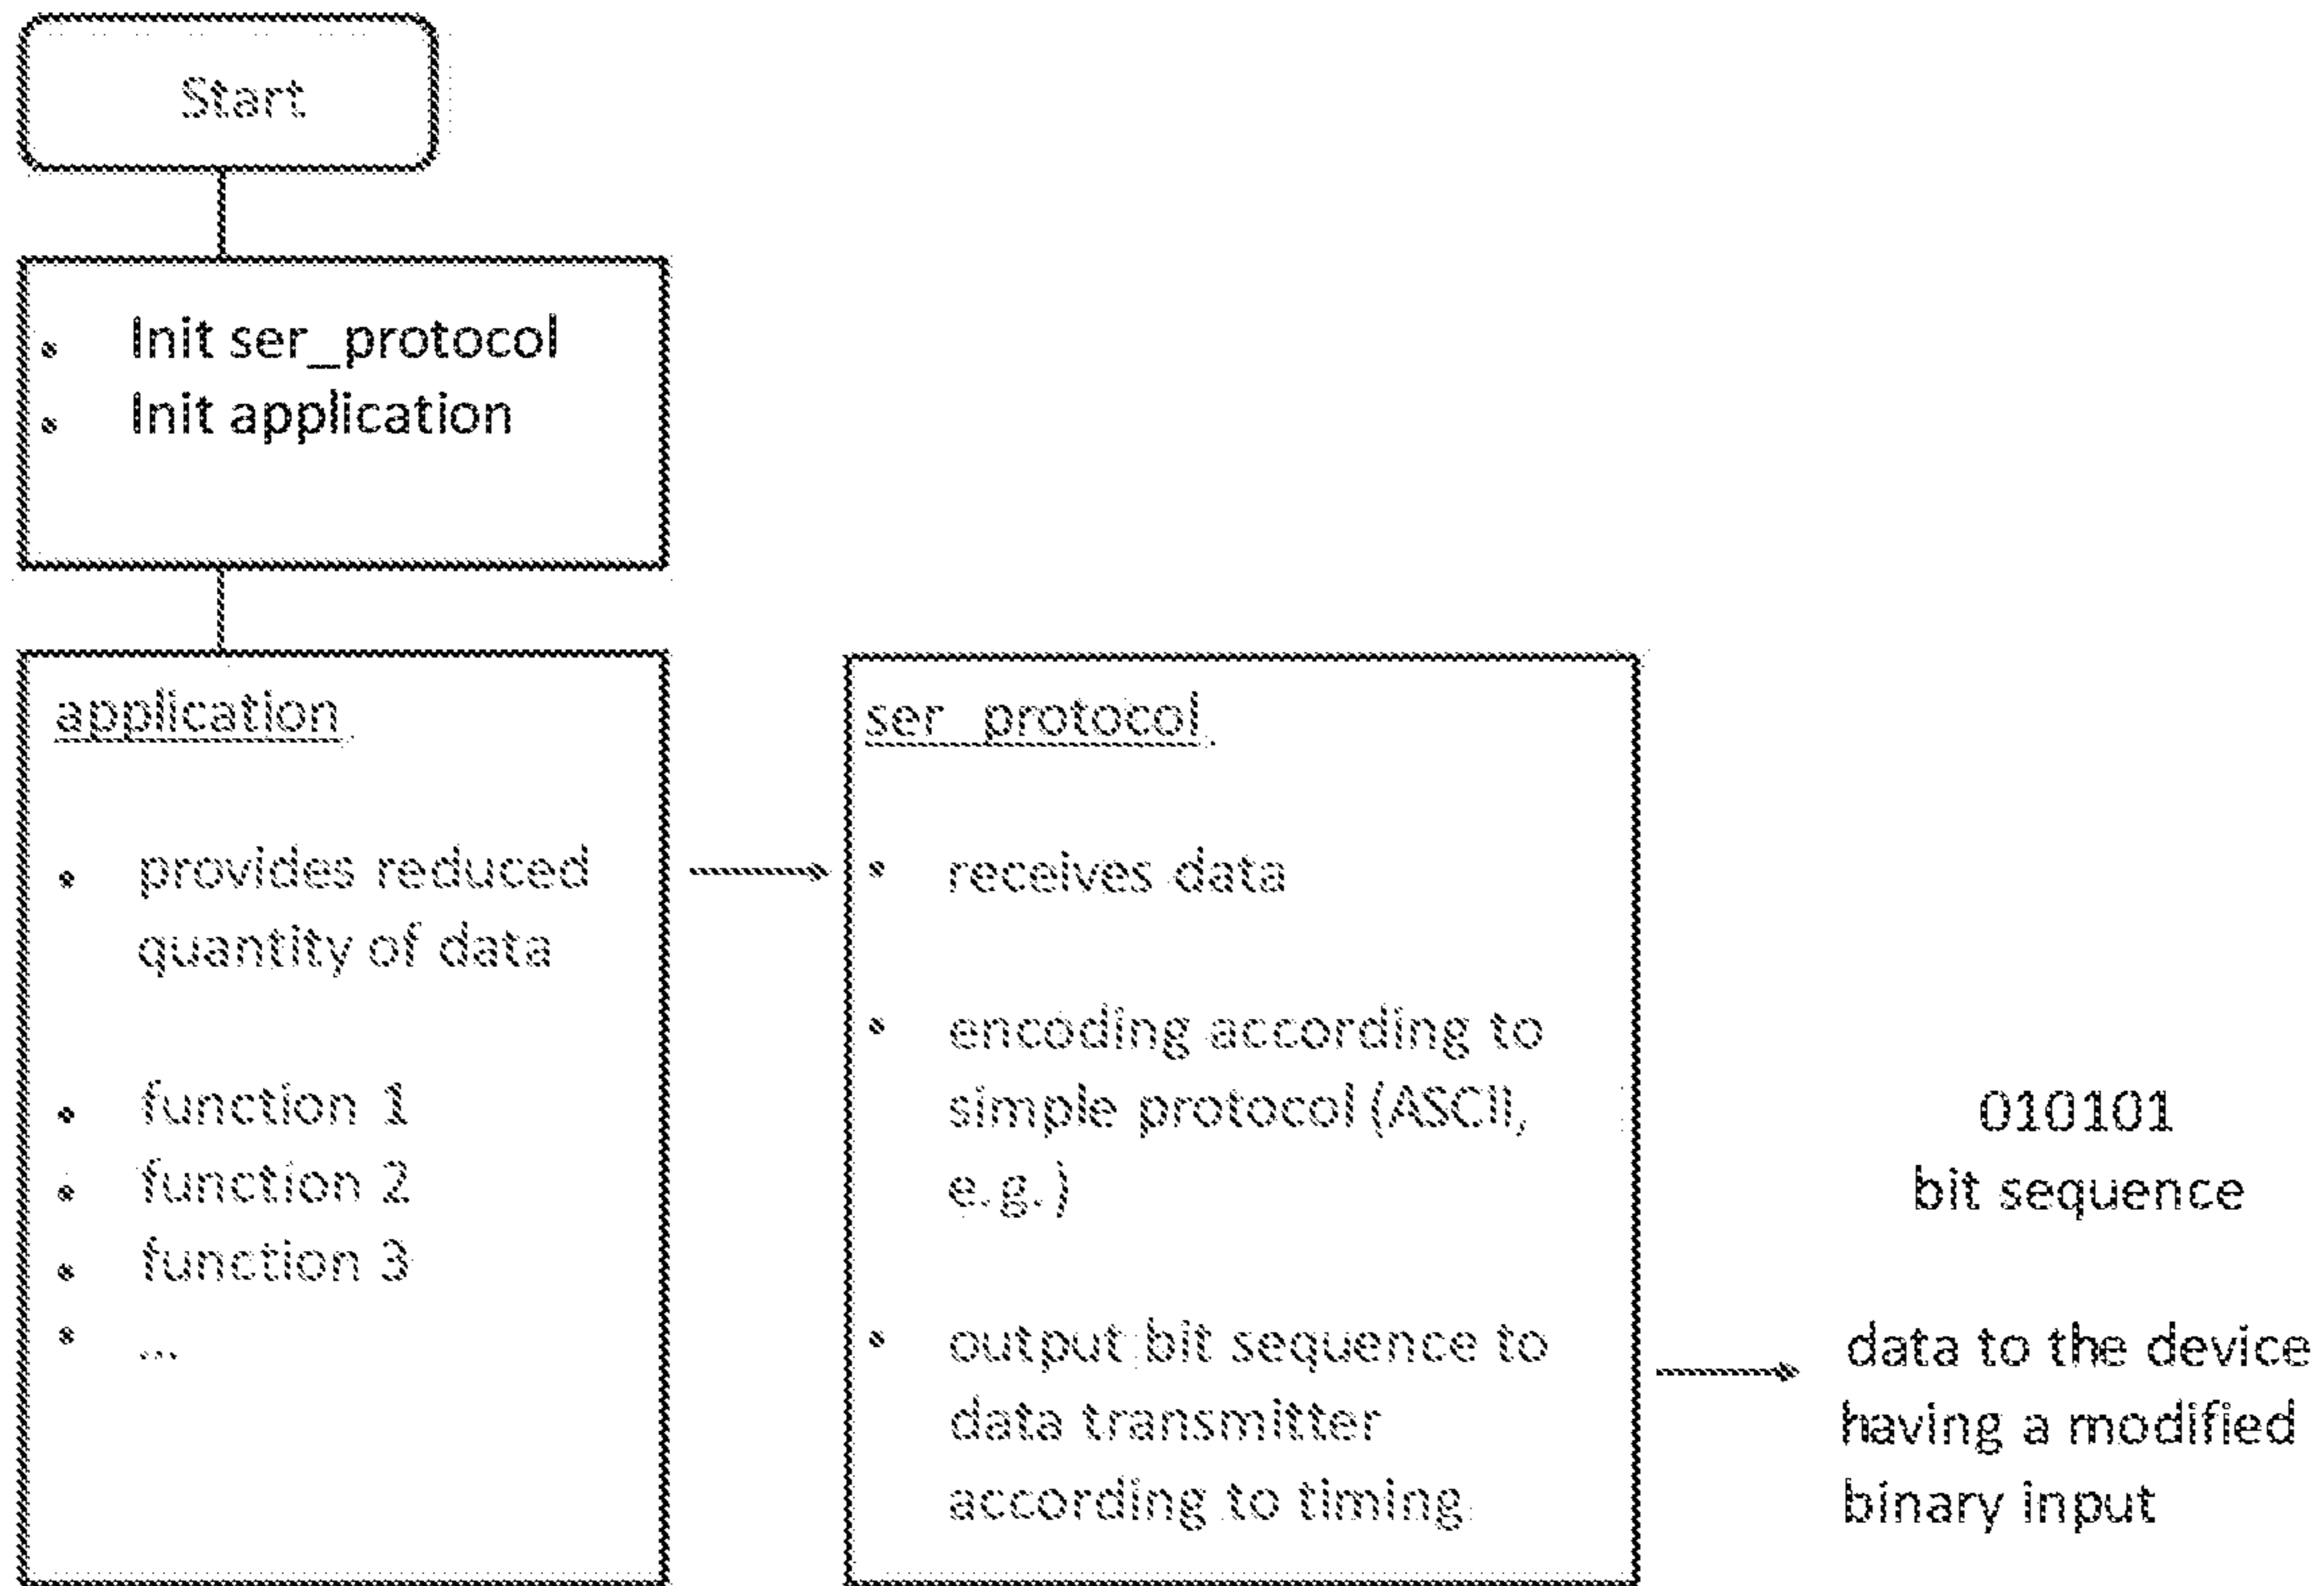 Start
• Init ser_protocol
• Init application
application
• provides reduced
quantity of data
• function 1
• function 2
• function 3
• ...
ser_protocol
• receives data
• encoding according to
simple protocol (ASCII,
e.g.)
• output bit sequence to
data transmitter
according to timing
010101
bit sequence
data to the device
having a modified
binary input